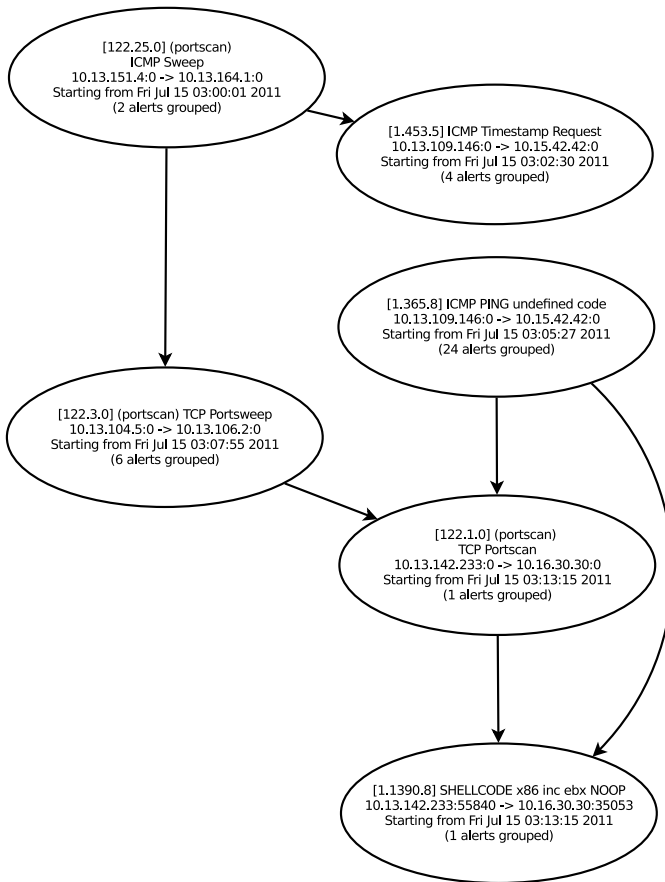 [122.25.0] (portscan)
ICMP Sweep
10.13.151.4:0 -> 10.13.164.1:0
Starting from Fri Jul 15 03:00:01 2011
(2 alerts grouped)
[1.453.5] ICMP Timestamp Request
10.13.109.146:0 -> 10.15.42.42:0
Starting from Fri Jul 15 03:02:30 2011
(4 alerts grouped)
[1.365.8] ICMP PING undefined code
10.13.109.146:0 -> 10.15.42.42:0
Starting from Fri Jul 15 03:05:27 2011
(24 alerts grouped)
[122.3.0] (portscan) TCP Portsweep
10.13.104.5:0 -> 10.13.106.2:0
Starting from Fri Jul 15 03:07:55 2011
(6 alerts grouped)
[122.1.0] (portscan)
TCP Portscan
10.13.142.233:0 -> 10.16.30.30:0
Starting from Fri Jul 15 03:13:15 2011
(1 alerts grouped)
[1.1390.8] SHELLCODE x86 inc ebx NOOP
10.13.142.233:55840 -> 10.16.30.30:35053
Starting from Fri Jul 15 03:13:15 2011
(1 alerts grouped)